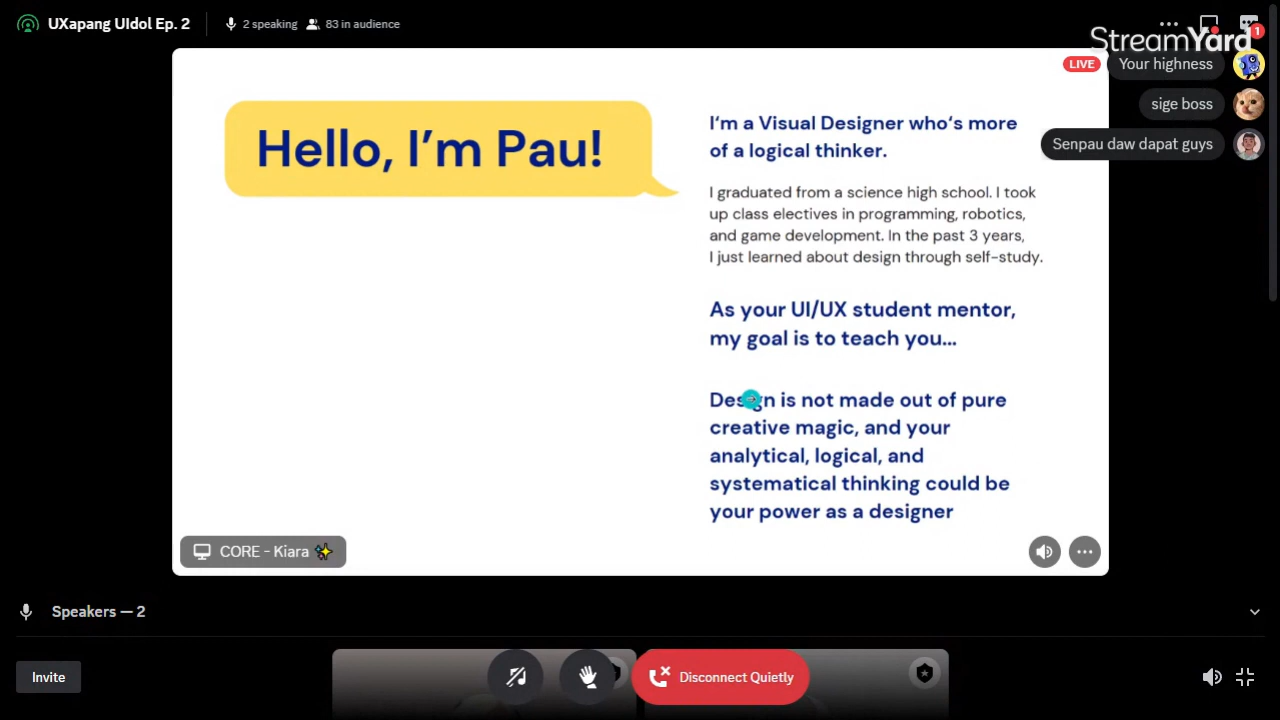 UXapang UIdol Ep. 2
2 speaking
83 in audience
1
StreamYard
LIVE
Your highness
sige boss
Senpau daw dapat guys
Hello, I’m Pau!
I‘m a Visual Designer who‘s more
of a logical thinker.
I graduated from a science high school. I took
up class electives in programming, robotics,
and game development. In the past 3 years,
I just learned about design through self-study.
As your UI/UX student mentor,
my goal is to teach you...
Design is not made out of pure
creative magic, and your
analytical, logical, and
systematical thinking could be
your power as a designer
CORE - Kiara
Speakers — 2
Invite
Disconnect Quietly